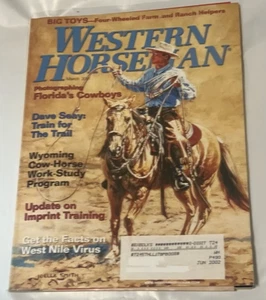 BIG TOYS—Four-Wheeled Farm and Ranch Helpers
WESTERN
HORSEMAN
Photographing
Florida's Cowboys
Dave Seay:
Train for
The Trail
Wyoming
Cow-Horse
Work-Study
Program
Update on
Imprint Training
Get the Facts on
West Nile Virus